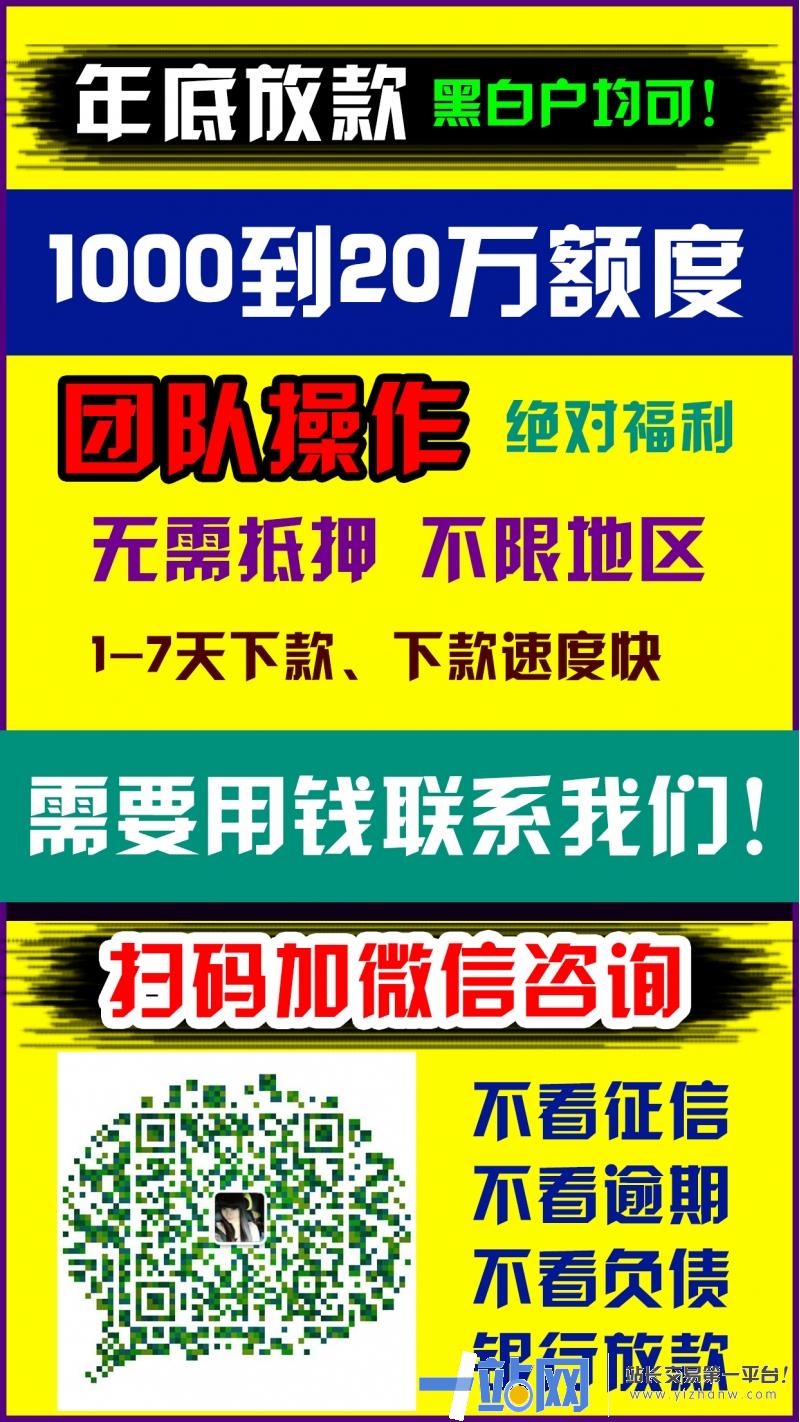 年底放款 黑白户均可!
1000到20万额度
团队操作 绝对福利
无需抵押 不限地区
1-7天下款、下款速度快
需要用钱联系我们!
扫码加微信咨询
不看征信
不看逾期
不看负债
银行放款
一站网 站长交易第一平台!
www.yizhanw.com